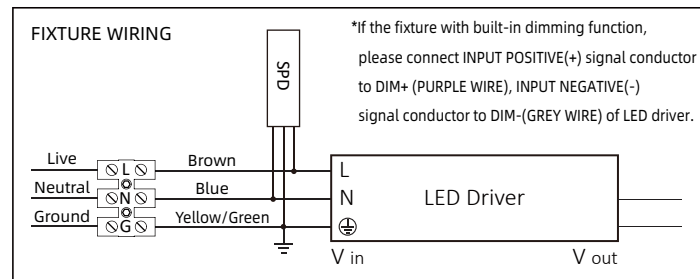 FIXTURE WIRING
*If the fixture with built-in dimming function,
please connect INPUT POSITIVE(+) signal conductor
to DIM+ (PURPLE WIRE), INPUT NEGATIVE(-)
signal conductor to DIM-(GREY WIRE) of LED driver.
SPD
Live L Brown L
Neutral N Blue N LED Driver
Ground G Yellow/Green
V in V out